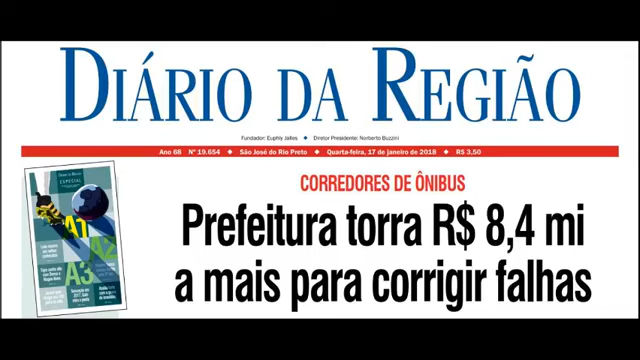 DIÁRIO DA REGIÃO
Fundador: Euphly Jalles ◆ Diretor Presidente: Norberto Buzzini
Ano 68 Nº 19.654 ◆ São José do Rio Preto ◆ Quarta-feira, 17 de janeiro de 2018 ◆ R$ 3,50
CORREDORES DE ÔNIBUS
Prefeitura torra R$ 8,4 mi
a mais para corrigir falhas
ESPECIAL
A1
A2
A3